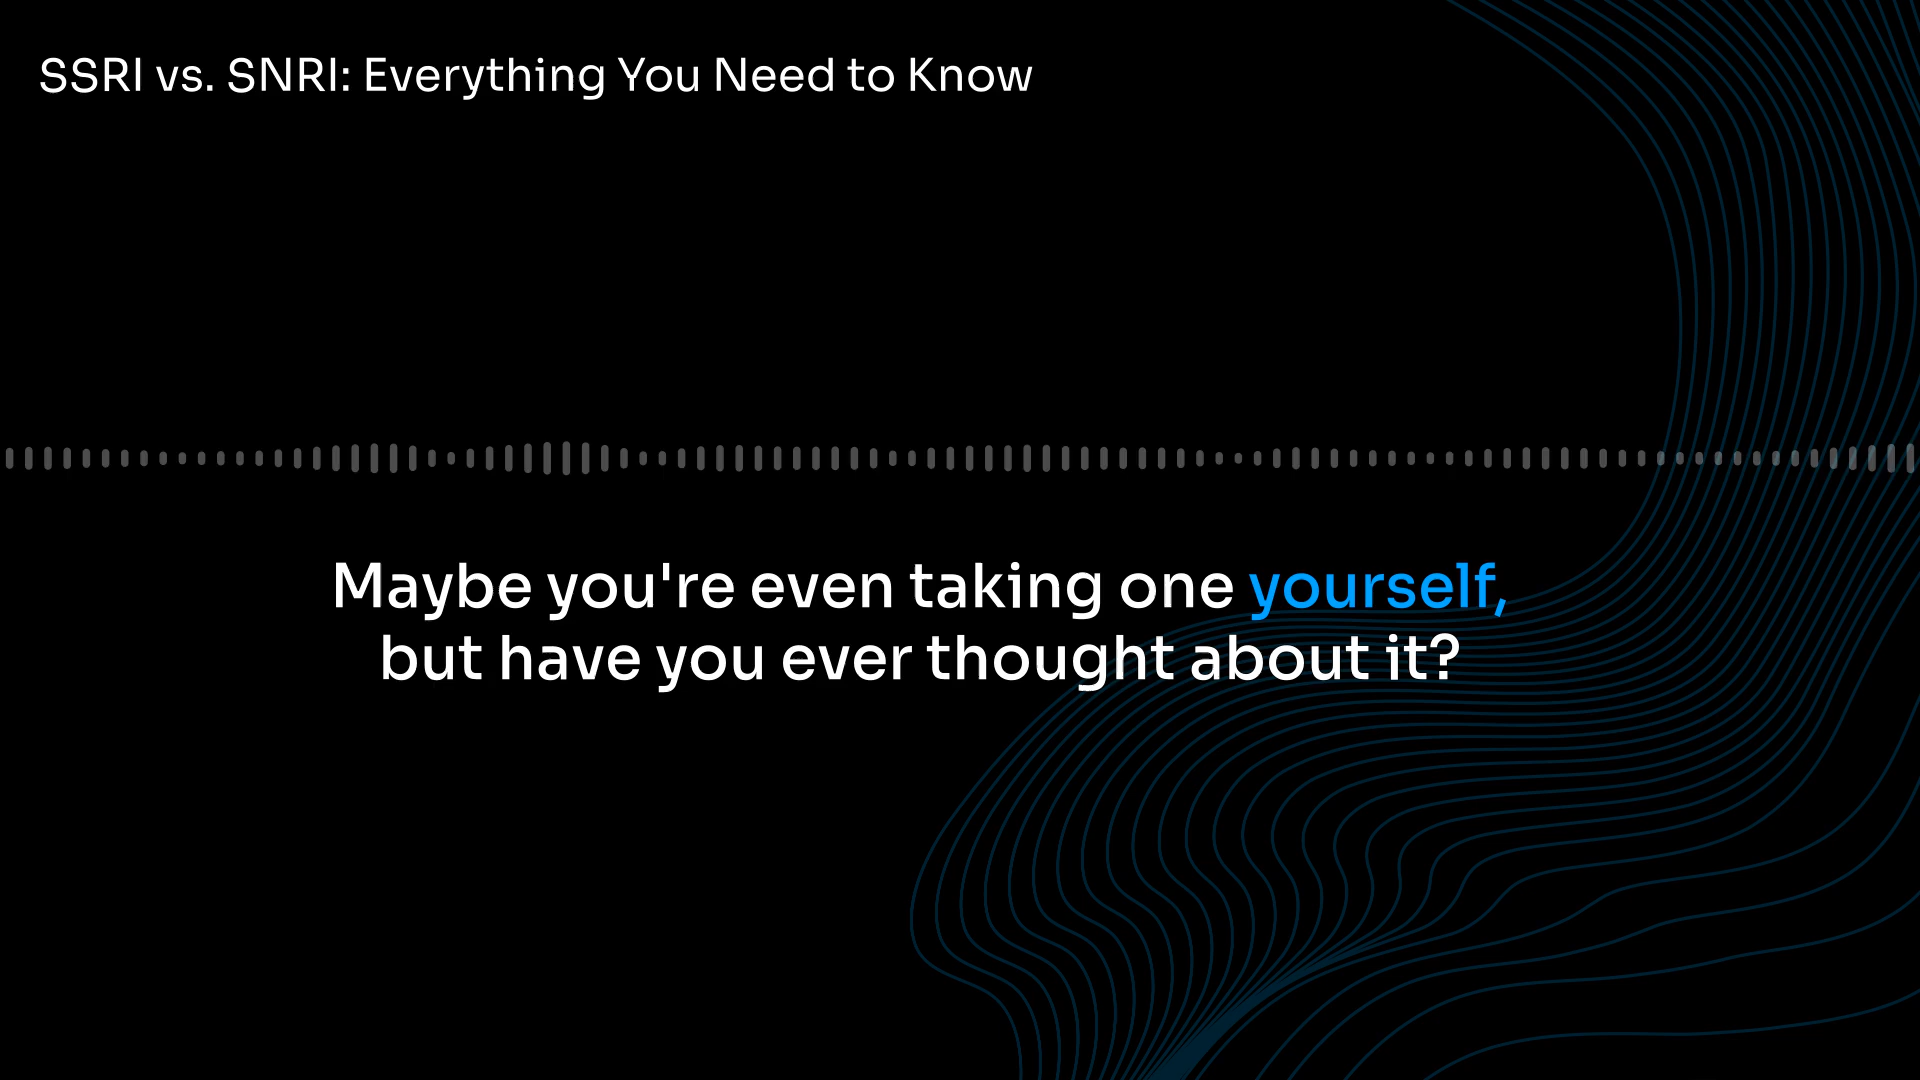 SSRI vs. SNRI: Everything You Need to Know
Maybe you're even taking one yourself,
but have you ever thought about it?